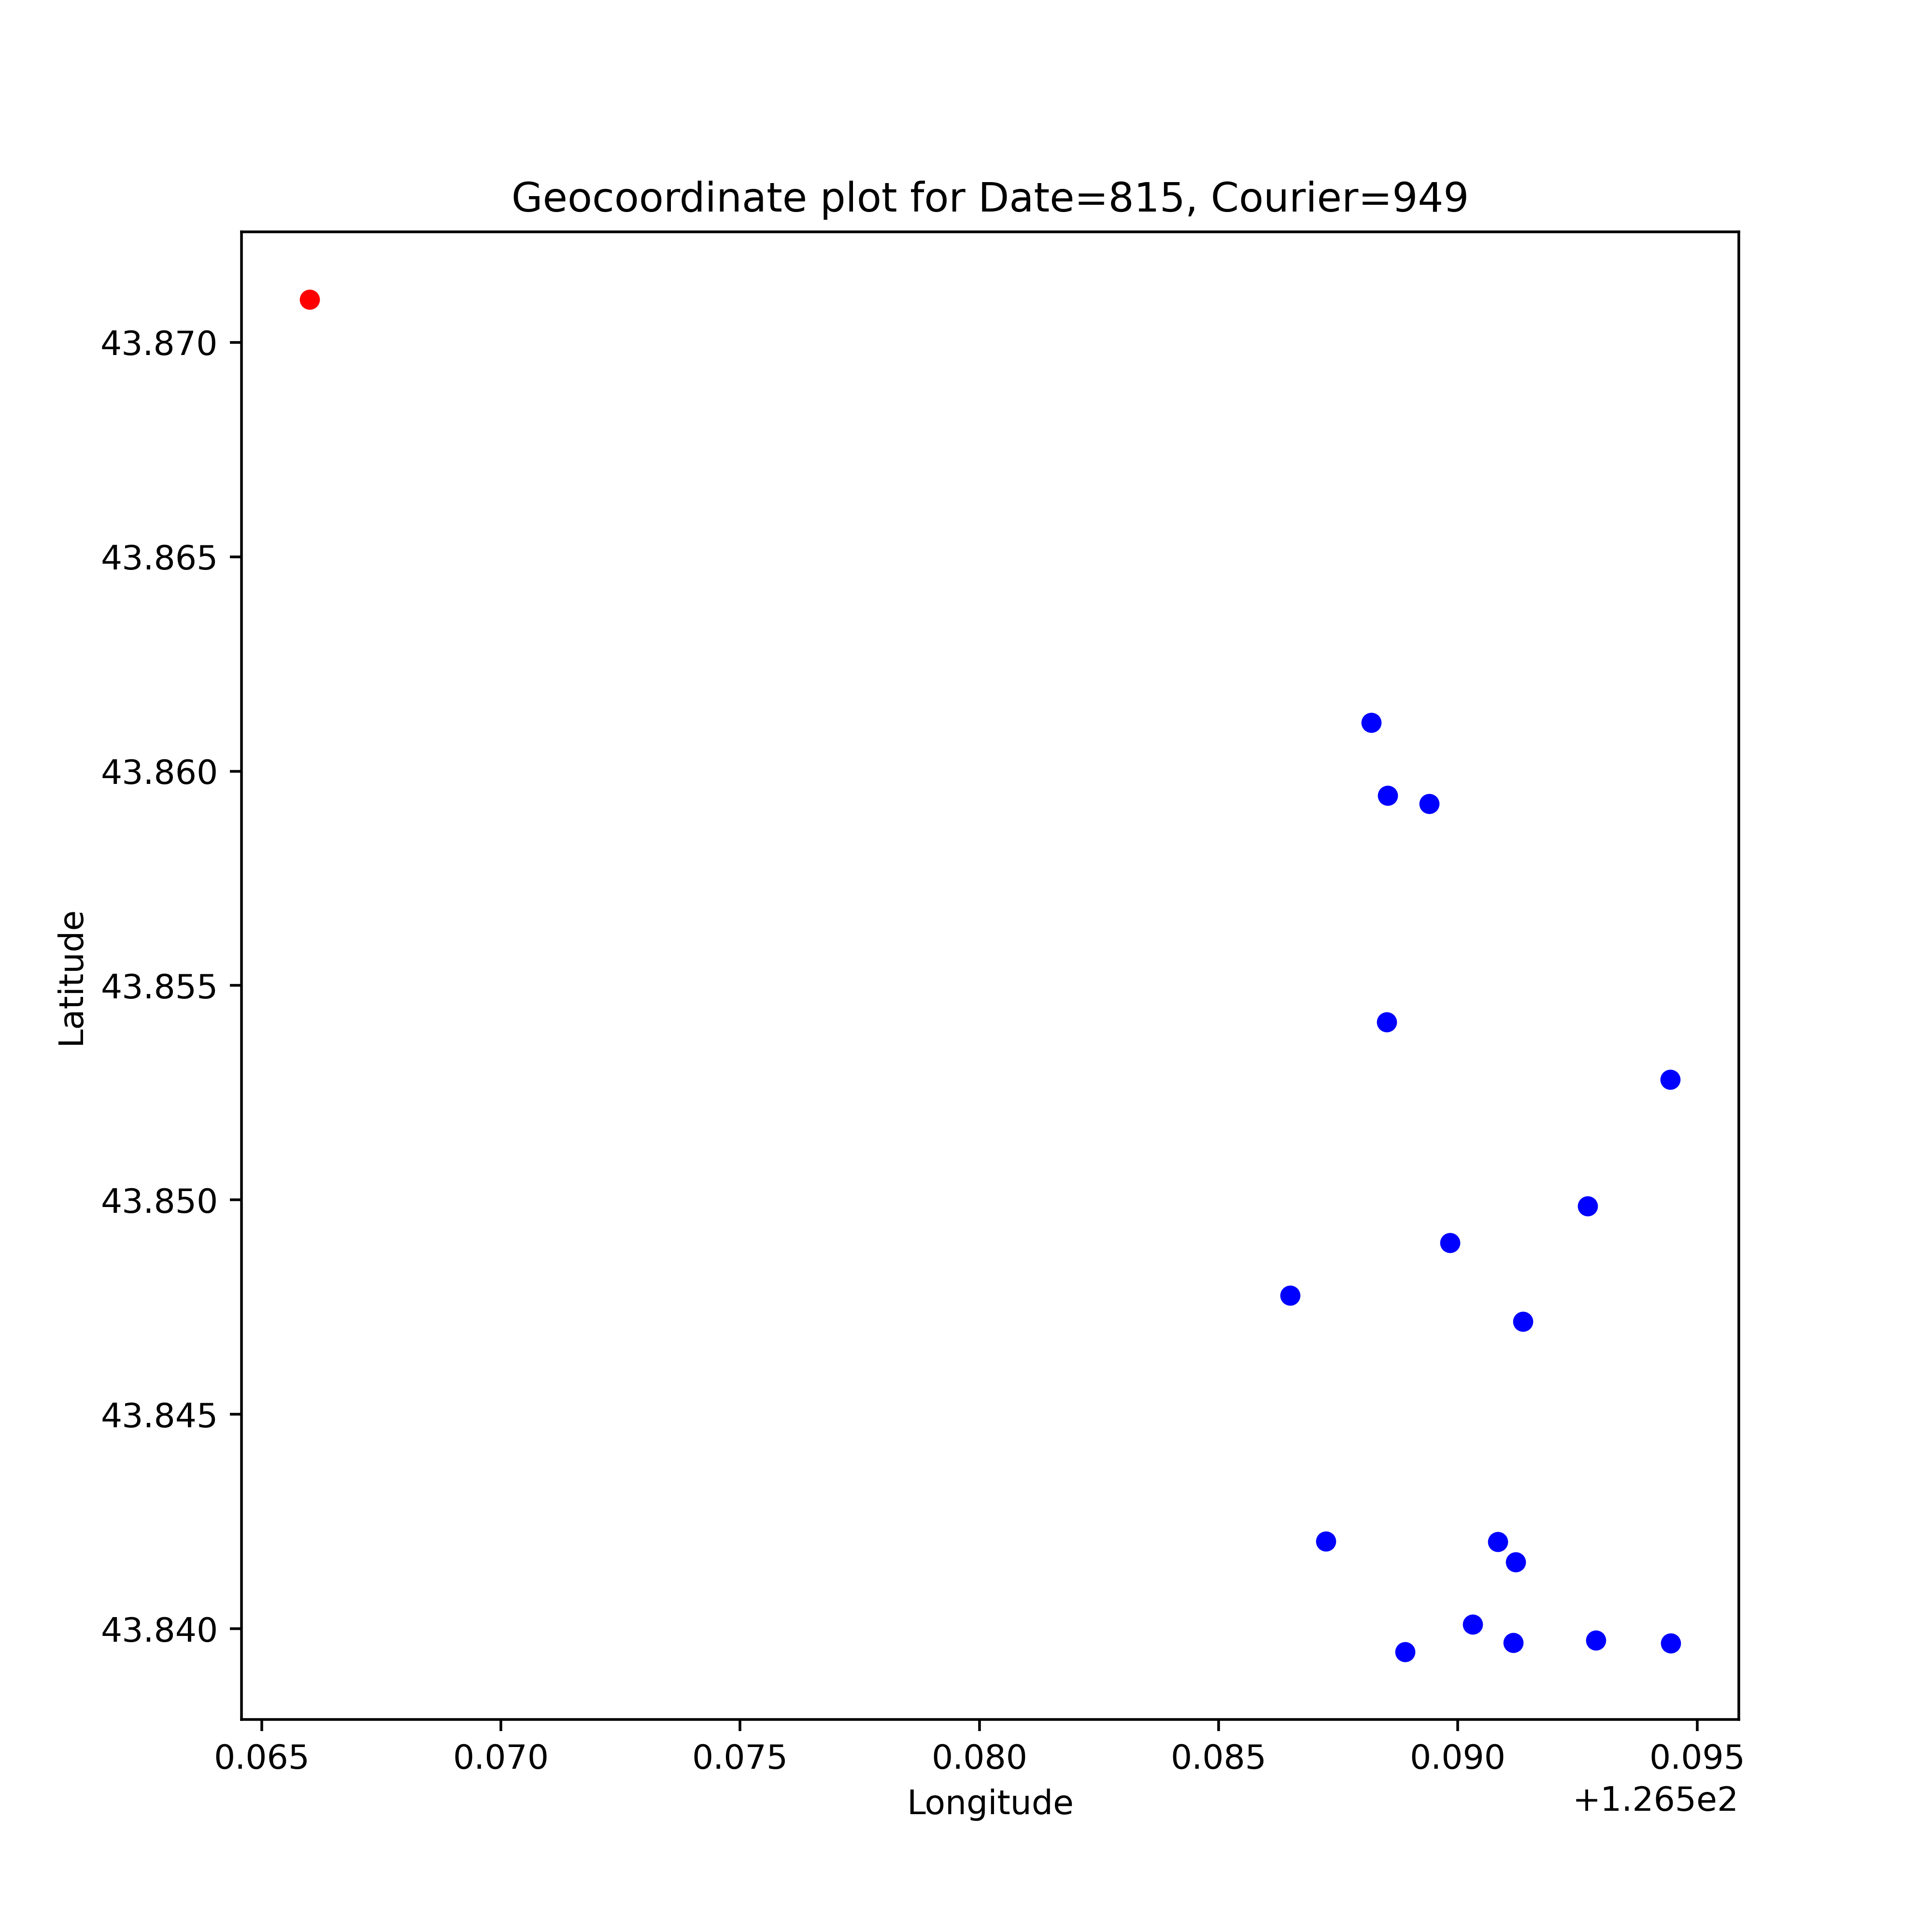 Geocoordinate plot for Date=815, Courier=949
43.870
43.865
43.860
43.855
43.850
43.845
43.840
Latitude
0.065 0.070 0.075 0.080 0.085 0.090 0.095
Longitude
+1.265e2